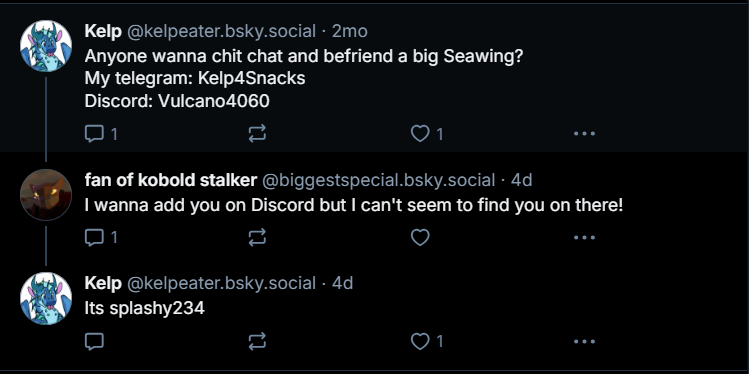 Kelp @kelpeater.bsky.social · 2mo
Anyone wanna chit chat and befriend a big Seawing?
My telegram: Kelp4Snacks
Discord: Vulcano4060
1 1
fan of kobold stalker @biggestspecial.bsky.social · 4d
I wanna add you on Discord but I can't seem to find you on there!
1
Kelp @kelpeater.bsky.social · 4d
Its splashy234
1